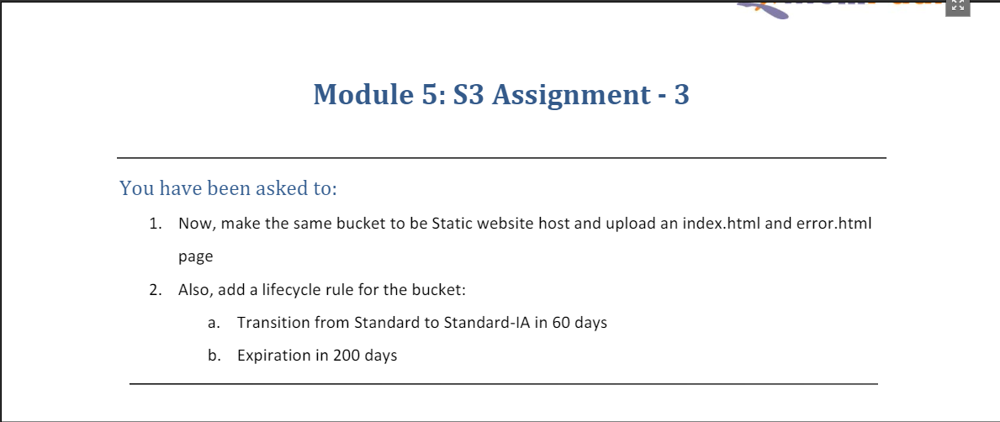 Module 5: S3 Assignment - 3
You have been asked to:
1. Now, make the same bucket to be Static website host and upload an index.html and error.html
page
2. Also, add a lifecycle rule for the bucket:
a. Transition from Standard to Standard-IA in 60 days
b. Expiration in 200 days